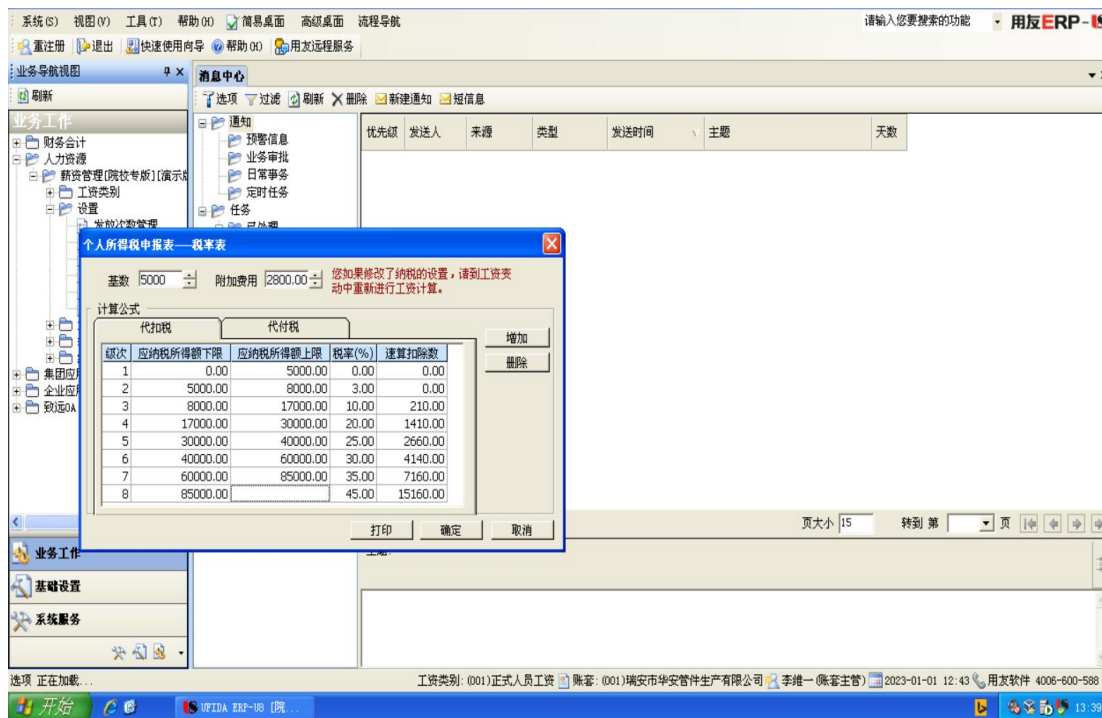 系统(S) 视图(V) 工具(T) 帮助(H) 简易桌面 高级桌面 流程导航 请输入您要搜索的功能 用友ERP-
重注册 退出 快速使用向导 帮助(H) 用友远程服务
业务导航视图 消息中心
刷新 选项 过滤 刷新 删除 新建通知 短信息
业务工作
财务会计
人力资源
薪资管理[院校专版][演示版
工资类别
设置
发放次数管理
集团应用
企业应用
致远OA
通知
预警信息
业务审批
日常事务
定时任务
任务
已处理
优先级 发送人 来源 类型 发送时间 主题 天数
个人所得税申报表——税率表
基数 5000 附加费用 2800.00 您如果修改了纳税的设置，请到工资变
动中重新进行工资计算。
计算公式
代扣税 代付税
级次 应纳税所得额下限 应纳税所得额上限 税率(%) 速算扣除数
1 0.00 5000.00 0.00 0.00
2 5000.00 8000.00 3.00 0.00
3 8000.00 17000.00 10.00 210.00
4 17000.00 30000.00 20.00 1410.00
5 30000.00 40000.00 25.00 2660.00
6 40000.00 60000.00 30.00 4140.00
7 60000.00 85000.00 35.00 7160.00
8 85000.00 45.00 15160.00
增加
删除
打印 确定 取消
页大小 15 转到 第 页
业务工作
基础设置
系统服务
主题:
选项 正在加载... 工资类别: (001)正式人员工资 账套: (001)瑞安市华安管件生产有限公司 李维一 (账套主管) 2023-01-01 12:43 用友软件 4006-600-588
开始 UFIDA ERP-U8 [院... 13:39